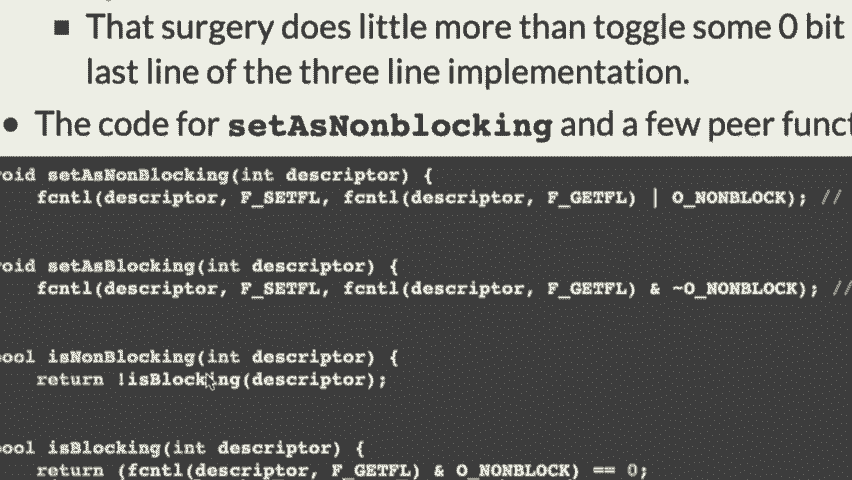 That surgery does little more than toggle some 0 bit
last line of the three line implementation.
The code for setAsNonblocking and a few peer funct
oid setAsNonBlocking(int descriptor) {
fcntl(descriptor, F_SETFL, fcntl(descriptor, F_GETFL) | O_NONBLOCK); //
oid setAsBlocking(int descriptor) {
fcntl(descriptor, F_SETFL, fcntl(descriptor, F_GETFL) & ~O_NONBLOCK); //
ool isNonBlocking(int descriptor) {
return !isBlocking(descriptor);
ool isBlocking(int descriptor) {
return (fcntl(descriptor, F_GETFL) & O_NONBLOCK) == 0;